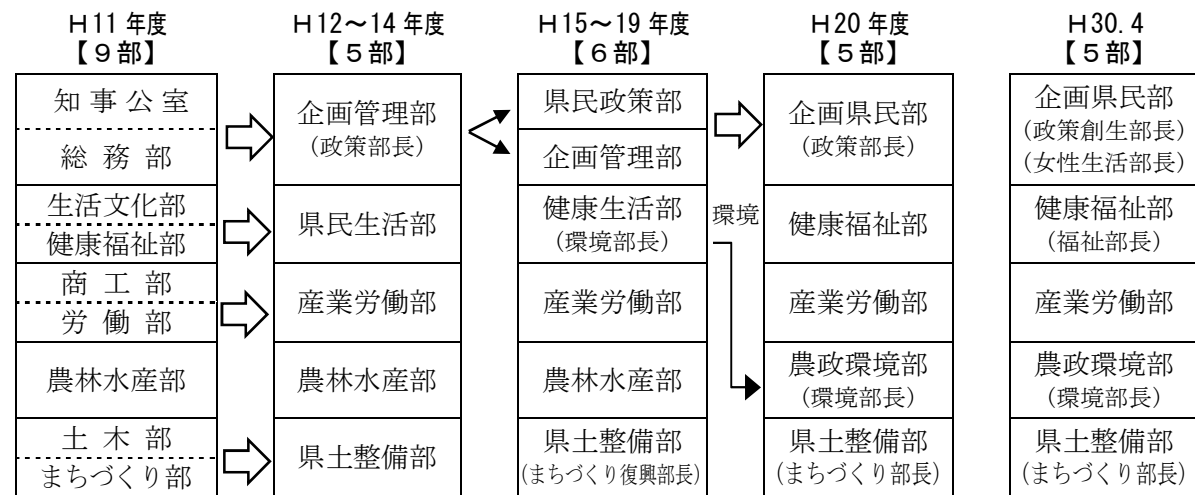 H11年度
【9部】
知事公室
総務部
生活文化部
健康福祉部
商工部
労働部
農林水産部
土木部
まちづくり部
H12～14年度
【5部】
企画管理部
(政策部長)
県民生活部
産業労働部
農林水産部
県土整備部
H15～19年度
【6部】
県民政策部
企画管理部
健康生活部
(環境部長)
産業労働部
農林水産部
県土整備部
(まちづくり復興部長)
環境
H20年度
【5部】
企画県民部
(政策部長)
健康福祉部
産業労働部
農政環境部
(環境部長)
県土整備部
(まちづくり部長)
H30.4
【5部】
企画県民部
(政策創生部長)
(女性生活部長)
健康福祉部
(福祉部長)
産業労働部
農政環境部
(環境部長)
県土整備部
(まちづくり部長)